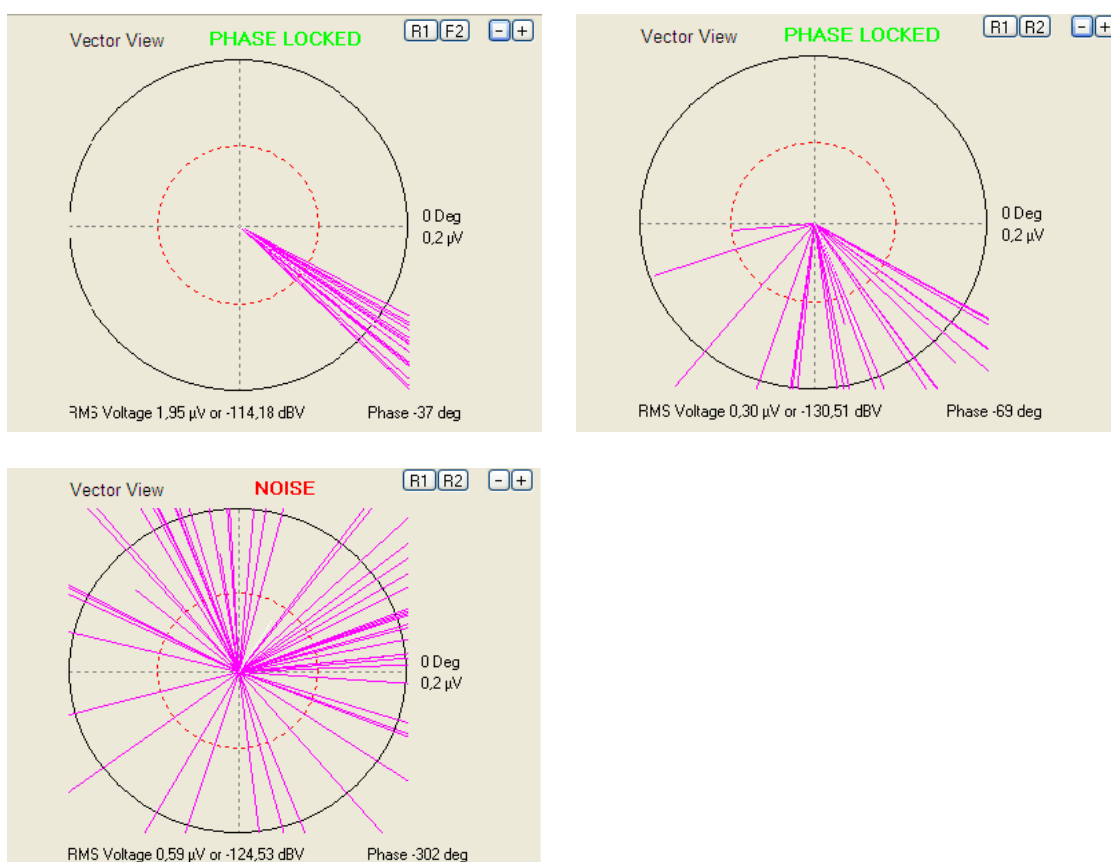 Vector View PHASE LOCKED R1 F2 - +
0 Deg
0,2 µV
RMS Voltage 1,95 µV or -114,18 dBV Phase -37 deg
Vector View PHASE LOCKED R1 R2 - +
0 Deg
0,2 µV
RMS Voltage 0,30 µV or -130,51 dBV Phase -69 deg
Vector View NOISE R1 R2 - +
0 Deg
0,2 µV
RMS Voltage 0,59 µV or -124,53 dBV Phase -302 deg